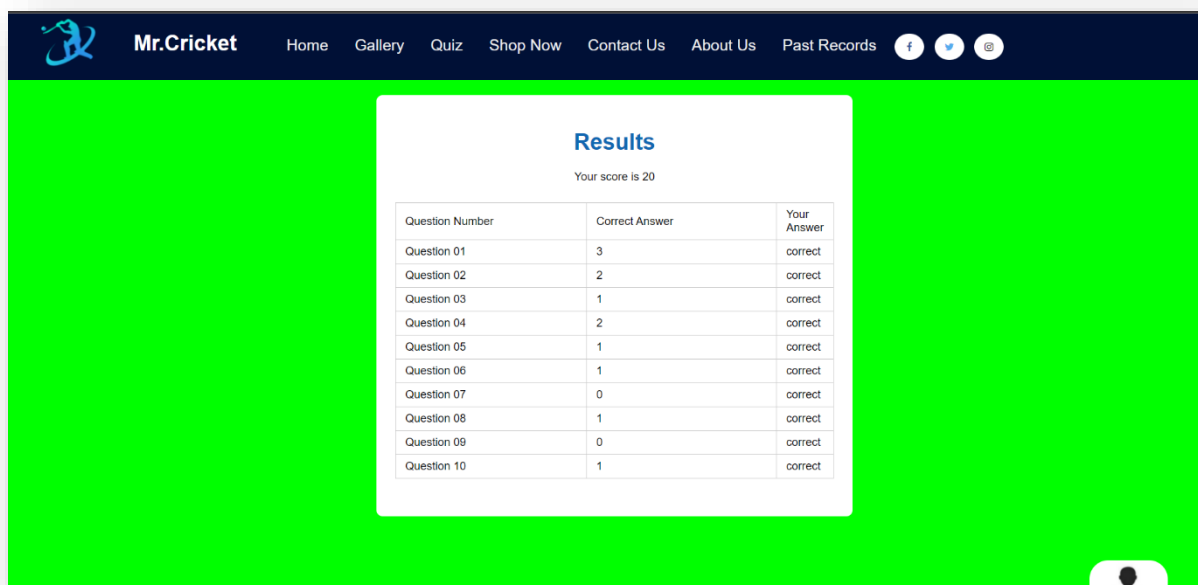 Mr.Cricket Home Gallery Quiz Shop Now Contact Us About Us Past Records
Results
Your score is 20
Question Number Correct Answer Your Answer
Question 01 3 correct
Question 02 2 correct
Question 03 1 correct
Question 04 2 correct
Question 05 1 correct
Question 06 1 correct
Question 07 0 correct
Question 08 1 correct
Question 09 0 correct
Question 10 1 correct